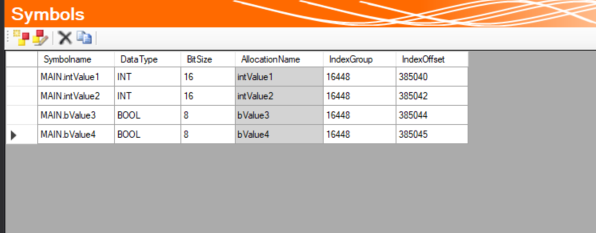 Symbols
Symbolname DataType BitSize AllocationName IndexGroup IndexOffset
MAIN.intValue1 INT 16 intValue1 16448 385040
MAIN.intValue2 INT 16 intValue2 16448 385042
MAIN.bValue3 BOOL 8 bValue3 16448 385044
MAIN.bValue4 BOOL 8 bValue4 16448 385045